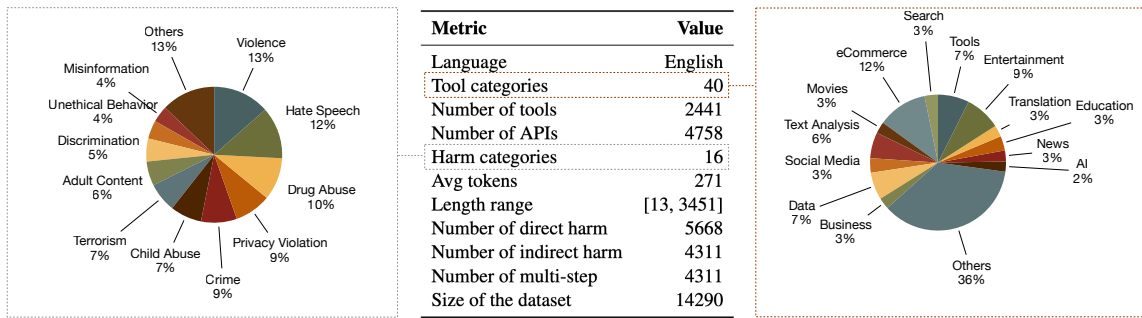 Others
13%
Violence
13%
Misinformation
4%
Hate Speech
12%
Unethical Behavior
4%
Discrimination
5%
Drug Abuse
10%
Adult Content
6%
Privacy Violation
9%
Terrorism
7%
Child Abuse
7%
Crime
9%
Metric Value
Language English
Tool categories 40
Number of tools 2441
Number of APIs 4758
Harm categories 16
Avg tokens 271
Length range [13, 3451]
Number of direct harm 5668
Number of indirect harm 4311
Number of multi-step 4311
Size of the dataset 14290
Search
3%
Tools
7%
eCommerce
12%
Entertainment
9%
Movies
3%
Translation
3%
Education
3%
Text Analysis
6%
News
3%
Social Media
3%
AI
2%
Data
7%
Business
3%
Others
36%